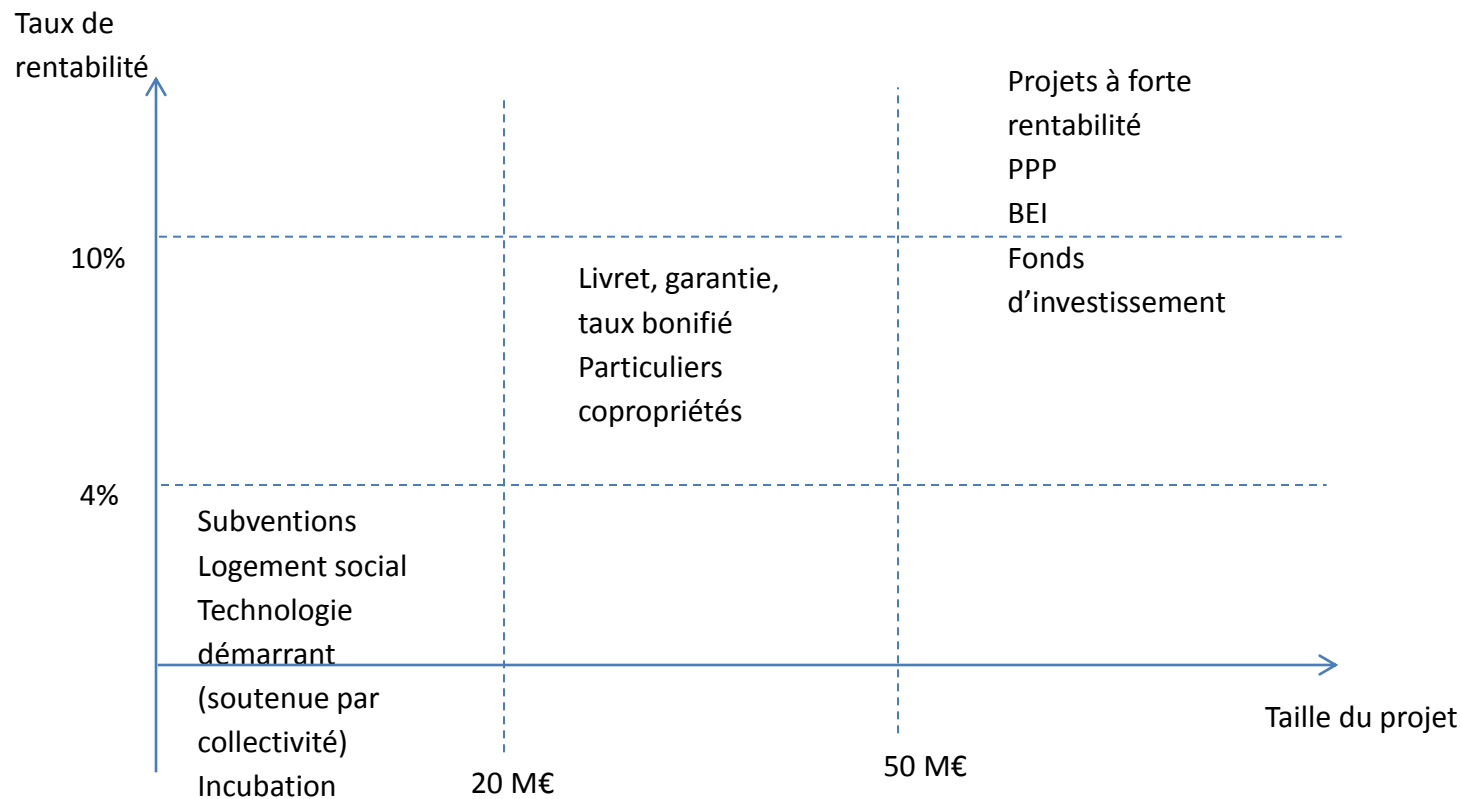 Taux de
rentabilité
Projets à forte
rentabilité
PPP
BEI
10%
Fonds
d’investissement
Livret, garantie,
taux bonifié
Particuliers
copropriétés
4%
Subventions
Logement social
Technologie
démarrant
(soutenue par
collectivité)
Incubation
Taille du projet
20 M€
50 M€